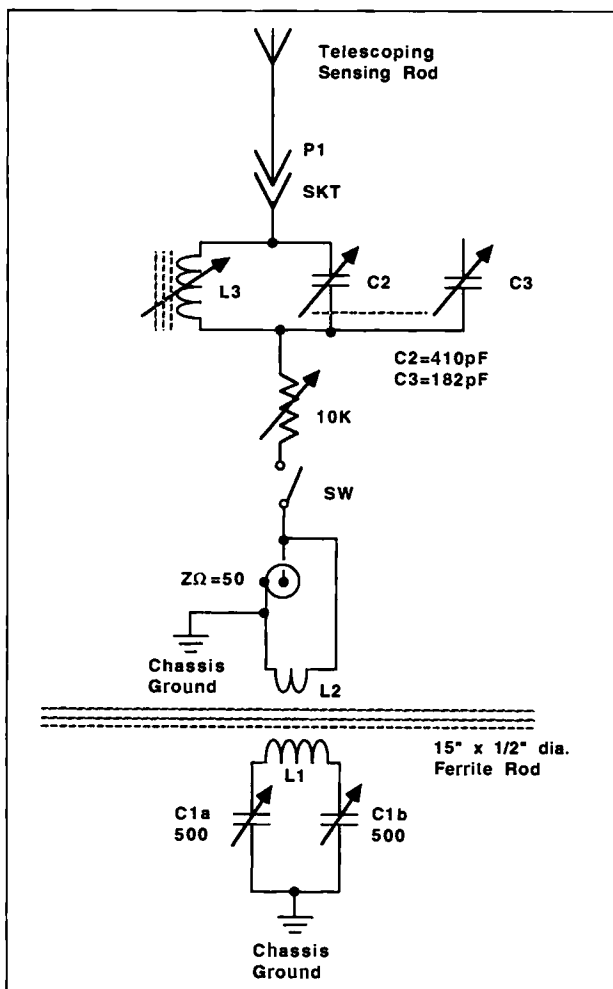 Telescoping
Sensing Rod
P1
SKT
L3
C2
C3
C2=410pF
C3=182pF
10K
SW
ZΩ=50
Chassis
Ground
L2
15" x 1/2" dia.
Ferrite Rod
L1
C1a
500
C1b
500
Chassis
Ground